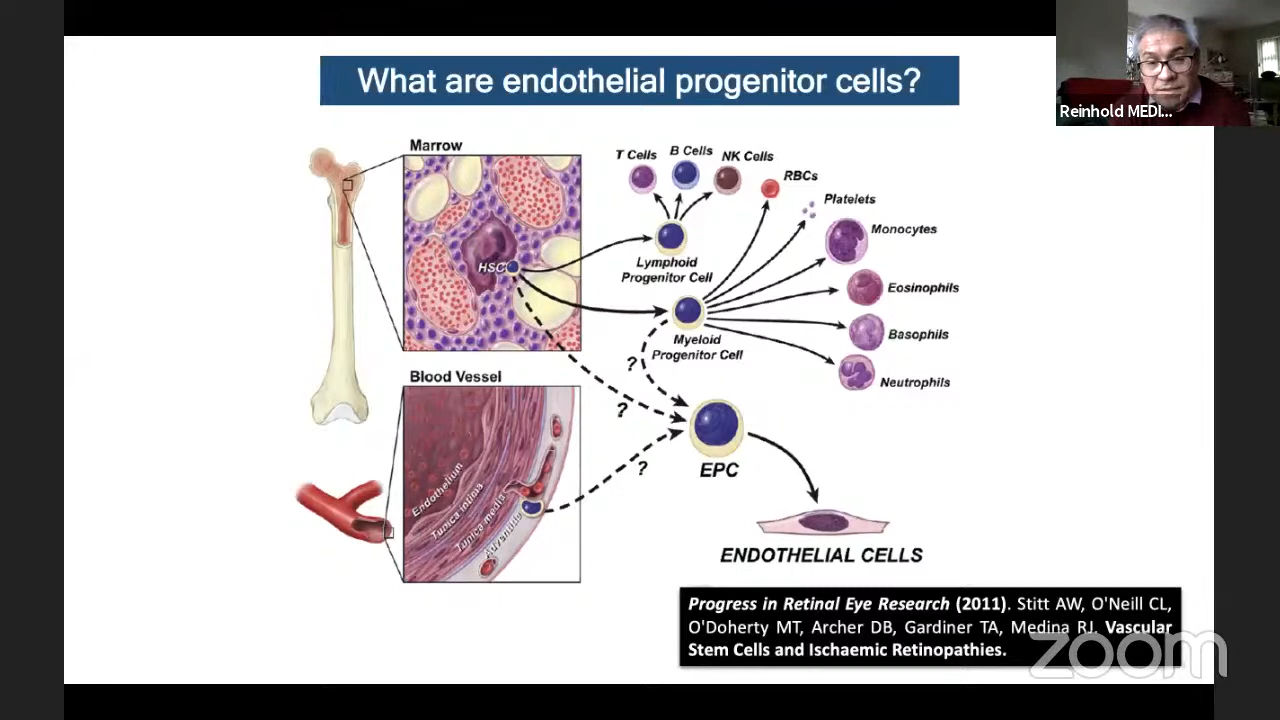 What are endothelial progenitor cells?
Reinhold MEDI...
Marrow
HSC
T Cells
B Cells
NK Cells
RBCs
Platelets
Monocytes
Eosinophils
Basophils
Neutrophils
Lymphoid
Progenitor Cell
Myeloid
Progenitor Cell
?
?
?
Blood Vessel
Endothelium
Tunica intima
Tunica media
Adventitia
EPC
ENDOTHELIAL CELLS
Progress in Retinal Eye Research (2011). Stitt AW, O'Neill CL,
O'Doherty MT, Archer DB, Gardiner TA, Medina RJ. Vascular
Stem Cells and Ischaemic Retinopathies.
zoom